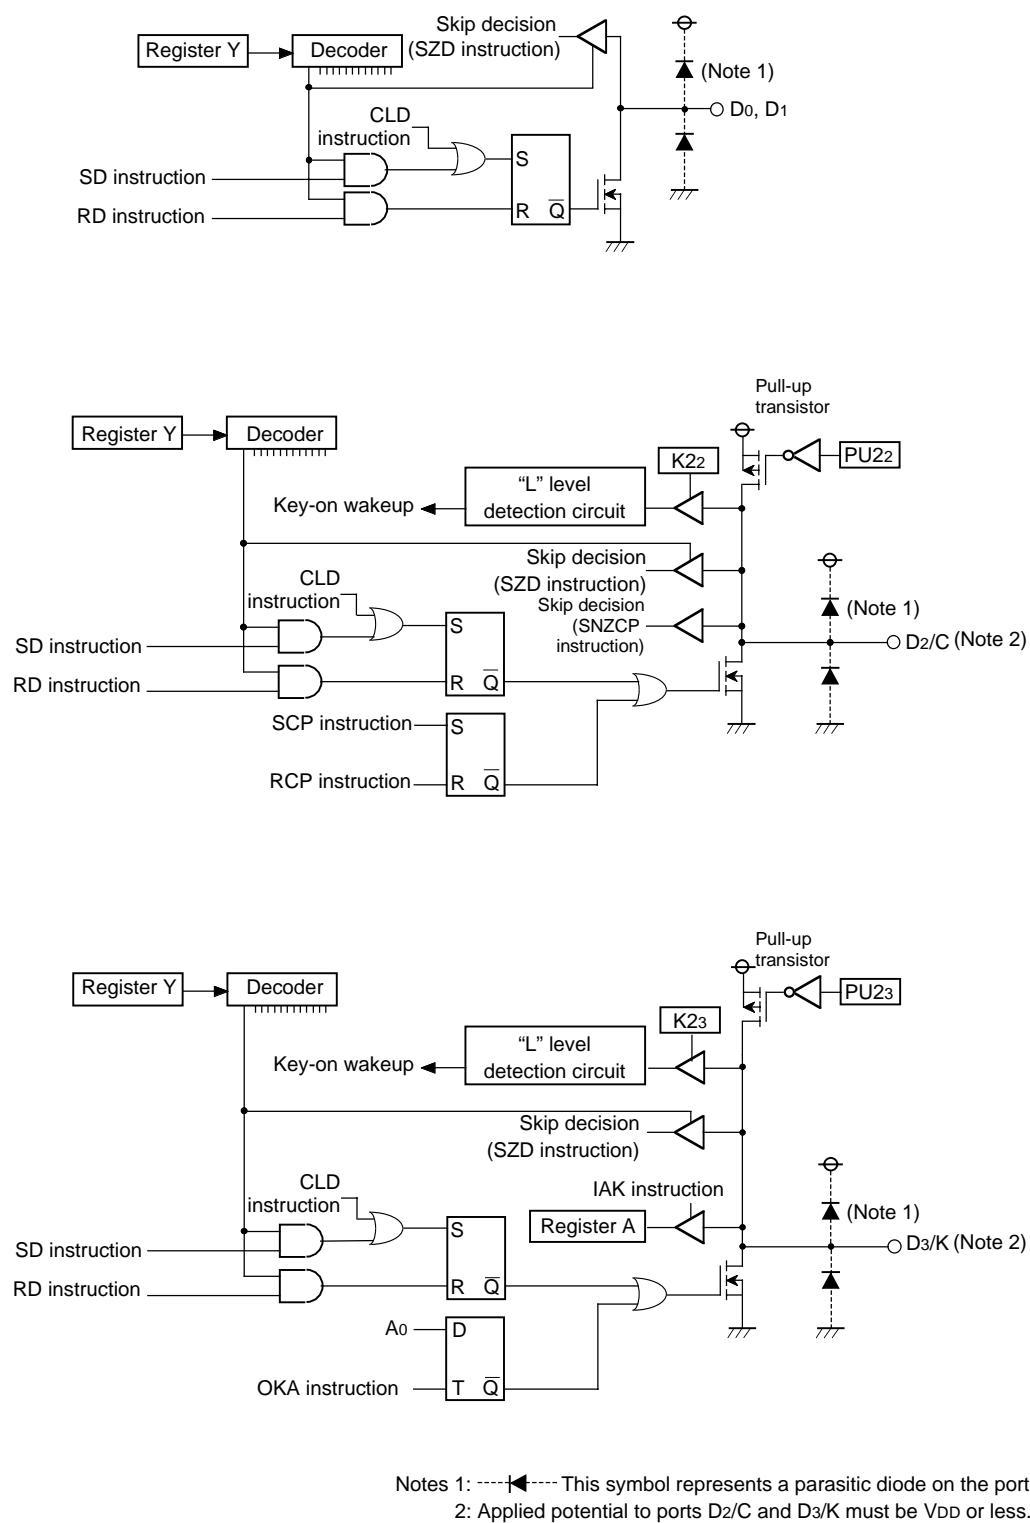 Skip decision
(SZD instruction)
Register Y
Decoder
(Note 1)
D0, D1
CLD
instruction
S
SD instruction
RD instruction
R Q
Pull-up
transistor
Register Y
Decoder
K22
PU22
"L" level
detection circuit
Key-on wakeup
Skip decision
(SZD instruction)
CLD
instruction
Skip decision
(SNZCP
instruction)
(Note 1)
S
SD instruction
D2/C (Note 2)
RD instruction
R Q
SCP instruction
S
RCP instruction
R Q
Pull-up
transistor
Register Y
Decoder
PU23
K23
"L" level
detection circuit
Key-on wakeup
Skip decision
(SZD instruction)
CLD
instruction
IAK instruction
Register A
(Note 1)
S
SD instruction
D3/K (Note 2)
RD instruction
R Q
A0
D
OKA instruction
T Q
Notes 1: This symbol represents a parasitic diode on the port
2: Applied potential to ports D2/C and D3/K must be VDD or less.